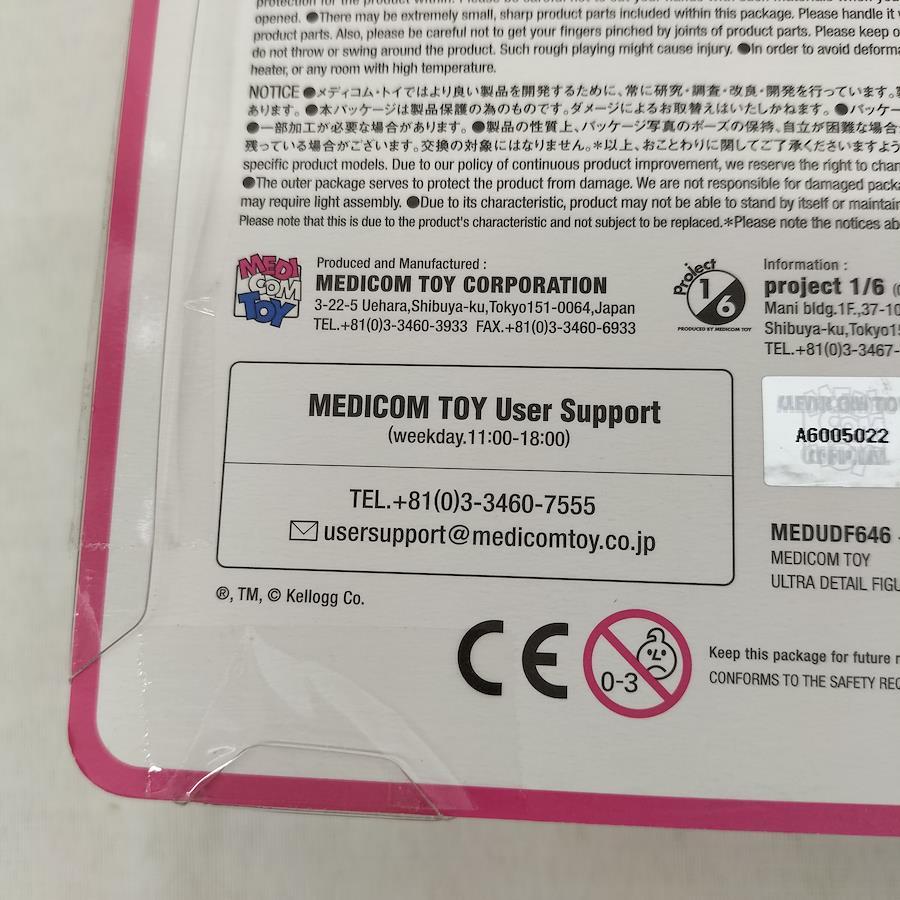 protection for the product within. Please be careful not to cut your hands
opened. ●There may be extremely small, sharp product parts included within this package. Please handle it
product parts. Also, please be careful not to get your fingers pinched by joints of product parts. Please keep o
do not throw or swing around the product. Such rough playing might cause injury. ●In order to avoid deforma
heater, or any room with high temperature.
NOTICE ●メディコム・トイではより良い製品を開発するために、常に研究・調査・改良・開発を行っています。
あります。 ●本パッケージは製品保護の為のものです。ダメージによるお取替えはいたしかねます。 ●パッケー
●一部加工が必要な場合があります。 ●製品の性質上、パッケージ写真のポーズの保持、自立が困難な場合
残っている場合がございます。交換の対象にはなりません。＊以上、おことわりに関してご了承くださいますよう
specific product models. Due to our policy of continuous product improvement, we reserve the right to chan
●The outer package serves to protect the product from damage. We are not responsible for damaged packa
may require light assembly. ●Due to its characteristic, product may not be able to stand by itself or maintain
Please note that this is due to the product's characteristic and not subject to be replaced.＊Please note the notices ab
MEDI
COM
TOY
Produced and Manufactured :
MEDICOM TOY CORPORATION
3-22-5 Uehara,Shibuya-ku,Tokyo151-0064,Japan
TEL.+81(0)3-3460-3933 FAX.+81(0)3-3460-6933
Project
1/6
PRODUCED BY MEDICOM TOY
Information :
project 1/6
Mani bldg.1F.,37-10
Shibuya-ku,Tokyo15
TEL.+81(0)3-3467-
MEDICOM TOY User Support
(weekday.11:00-18:00)
TEL.+81(0)3-3460-7555
usersupport@medicomtoy.co.jp
MEDICOM TOY
A6005022
OFFICIAL
MEDUDF646
MEDICOM TOY
ULTRA DETAIL FIGU
®, TM, © Kellogg Co.
CE
0-3
Keep this package for future r
CONFORMS TO THE SAFETY REQ